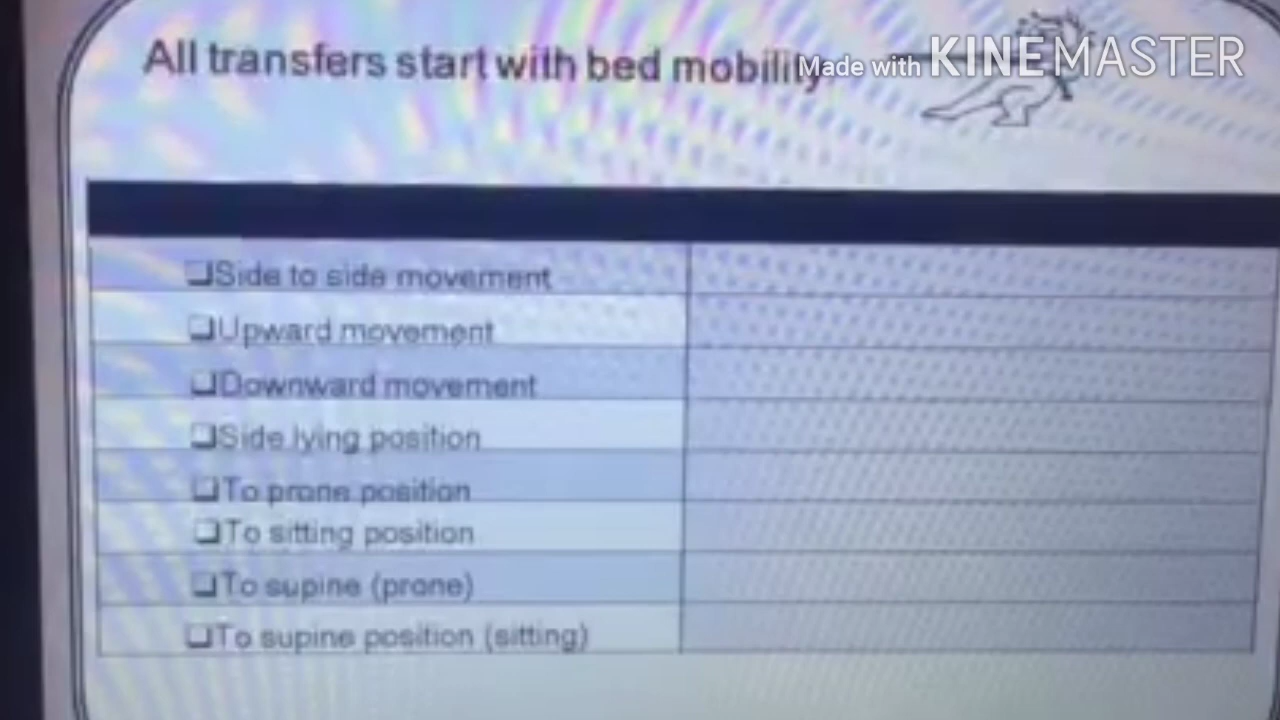 All transfers start with bed mobility
Made with KINEMASTER
❑Side to side movement
❑Upward movement
❑Downward movement
❑Side lying position
❑To prone position
❑To sitting position
❑To supine (prone)
❑To supine position (sitting)